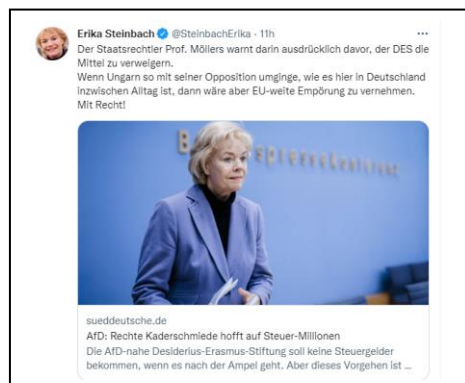 Erika Steinbach @SteinbachErika · 11h
Der Staatsrechtler Prof. Möllers warnt darin ausdrücklich davor, der DES die
Mittel zu verweigern.
Wenn Ungarn so mit seiner Opposition umginge, wie es hier in Deutschland
inzwischen Alltag ist, dann wäre aber EU-weite Empörung zu vernehmen.
Mit Recht!
sueddeutsche.de
AfD: Rechte Kaderschmiede hofft auf Steuer-Millionen
Die AfD-nahe Desiderius-Erasmus-Stiftung soll keine Steuergelder
bekommen, wenn es nach der Ampel geht. Aber dieses Vorgehen ist ...